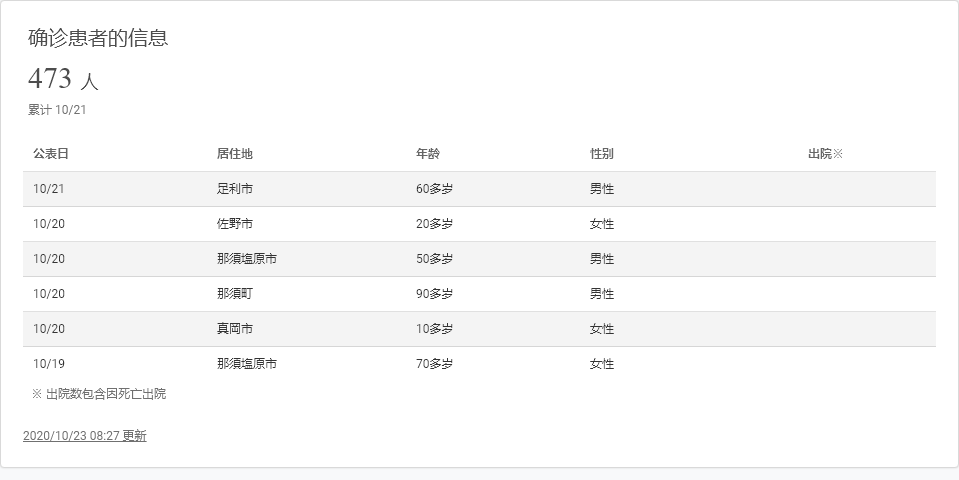 确诊患者的信息
473 人
累计 10/21
公表日 居住地 年龄 性别 出院※
10/21 足利市 60多岁 男性
10/20 佐野市 20多岁 女性
10/20 那須塩原市 50多岁 男性
10/20 那須町 90多岁 男性
10/20 真岡市 10多岁 女性
10/19 那須塩原市 70多岁 女性
※ 出院数包含因死亡出院
2020/10/23 08:27 更新